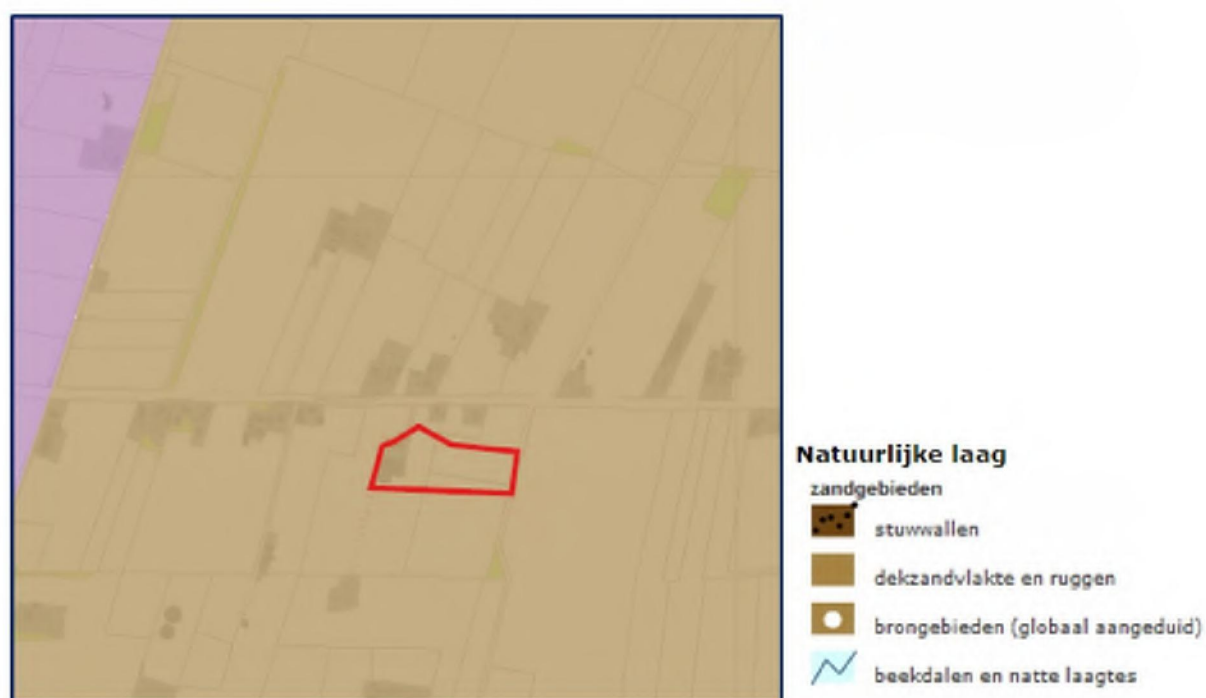 Natuurlijke laag
zandgebieden
stuwwallen
dekzandvlakte en ruggen
brongebieden (globaal aangeduid)
beekdalen en natte laagtes